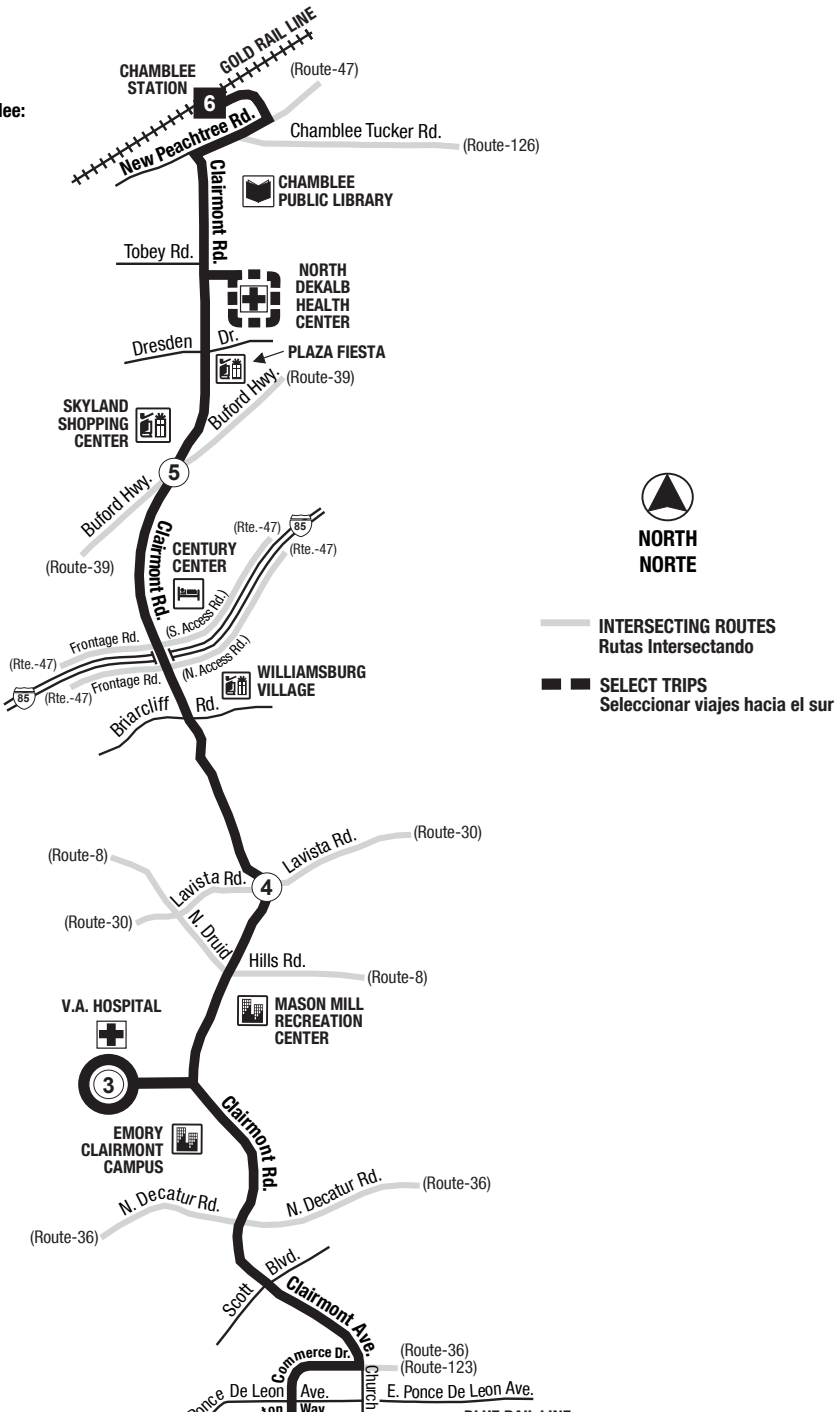 GOLD RAIL LINE
CHAMBLEE
STATION
(Route-47)
lee:
6
New Peachtree Rd.
Chamblee Tucker Rd.
(Route-126)
Clairmont Rd.
CHAMBLEE
PUBLIC LIBRARY
Tobey Rd.
NORTH
DEKALB
HEALTH
CENTER
Dresden Dr.
PLAZA FIESTA
(Route-39)
Buford Hwy.
SKYLAND
SHOPPING
CENTER
5
Buford Hwy.
(Route-39)
Clairmont Rd.
CENTURY
CENTER
(Rte.-47)
85
(Rte.-47)
NORTH
NORTE
Frontage Rd.
(S. Access Rd.)
(Rte.-47)
Frontage Rd.
(N. Access Rd.)
(Rte.-47)
85
WILLIAMSBURG
VILLAGE
INTERSECTING ROUTES
Rutas Intersectando
SELECT TRIPS
Seleccionar viajes hacia el sur
Briarcliff Rd.
(Route-8)
Lavista Rd.
(Route-30)
Lavista Rd.
4
(Route-30)
N. Druid
Hills Rd.
(Route-8)
V.A. HOSPITAL
MASON MILL
RECREATION
CENTER
3
Clairmont Rd.
EMORY
CLAIRMONT
CAMPUS
N. Decatur Rd.
N. Decatur Rd.
(Route-36)
(Route-36)
Scott Blvd.
Clairmont Ave.
Commerce Dr.
(Route-36)
(Route-123)
Church
Ponce De Leon Ave.
E. Ponce De Leon Ave.
Way
BLUE RAIL LINE